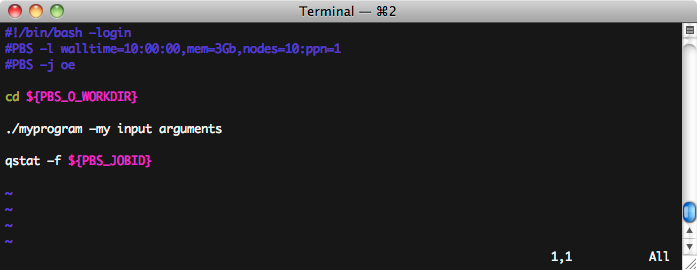 Terminal — ⌘2
#!/bin/bash -login
#PBS -l walltime=10:00:00,mem=3Gb,nodes=10:ppn=1
#PBS -j oe
cd ${PBS_O_WORKDIR}
./myprogram -my input arguments
qstat -f ${PBS_JOBID}
~
~
~
~
1,1 All